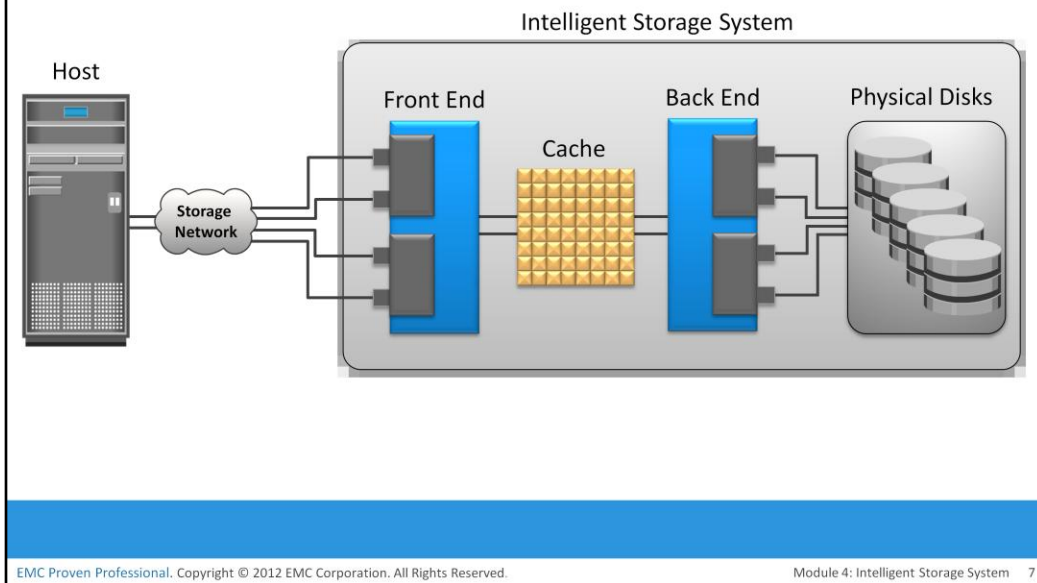 Intelligent Storage System
Host
Front End
Back End
Physical Disks
Cache
Storage
Network
EMC Proven Professional. Copyright © 2012 EMC Corporation. All Rights Reserved.
Module 4: Intelligent Storage System 7